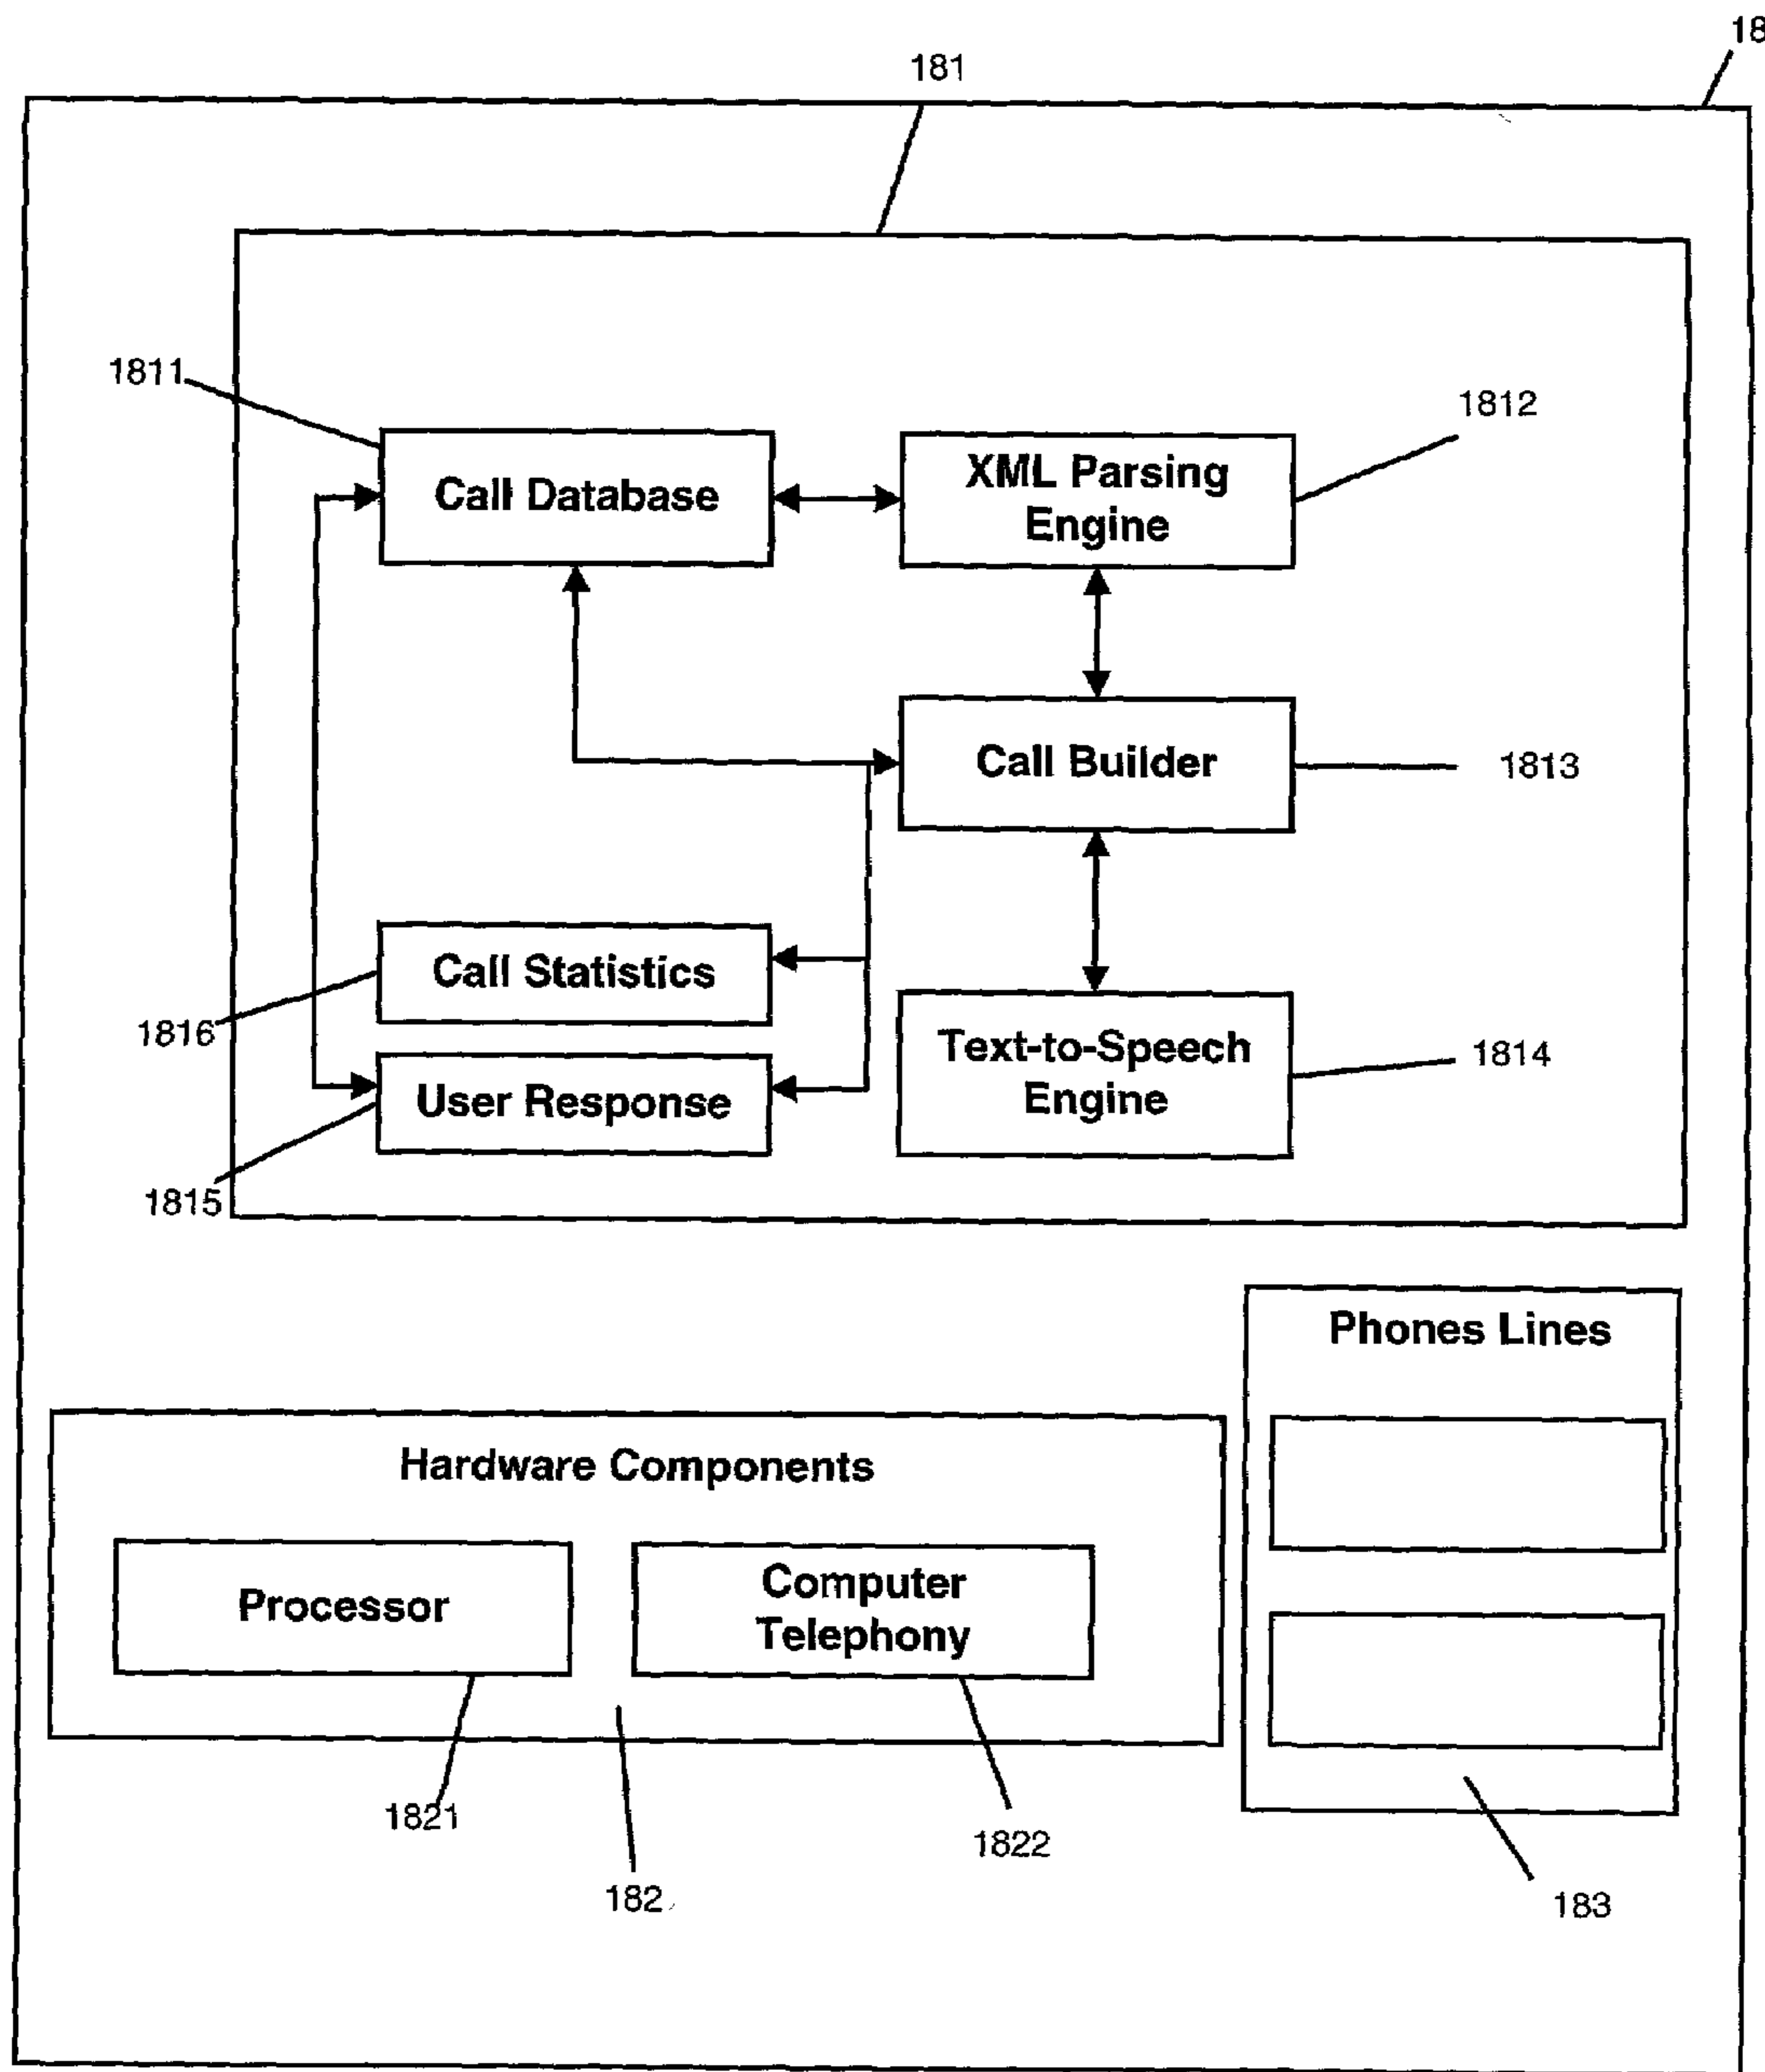 18
181
1811
1812
Call Database
XML Parsing
Engine
Call Builder
1813
Call Statistics
1816
Text-to-Speech
Engine
1814
User Response
1815
Phones Lines
Hardware Components
Processor
Computer
Telephony
1821
1822
182
183